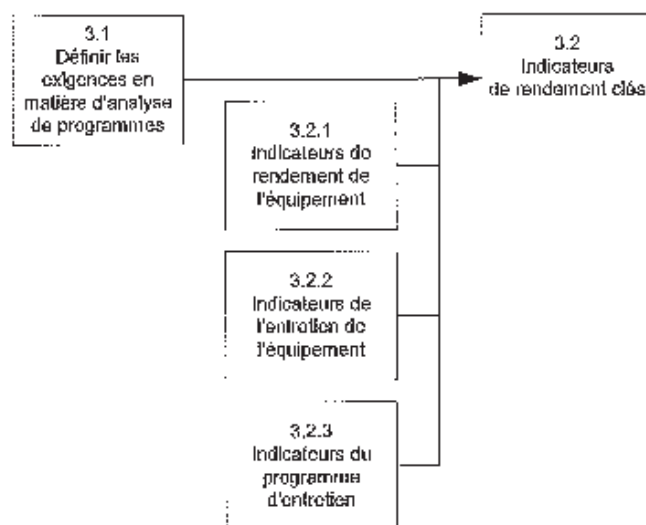 3.1
Définir les
exigences en
matière d'analyse
de programmes
3.2
Indicateurs
de rendement clés
3.2.1
Indicateurs de
rendement de
l'équipement
3.2.2
Indicateurs de
l'entretien de
l'équipement
3.2.3
Indicateurs du
programme
d'entretien